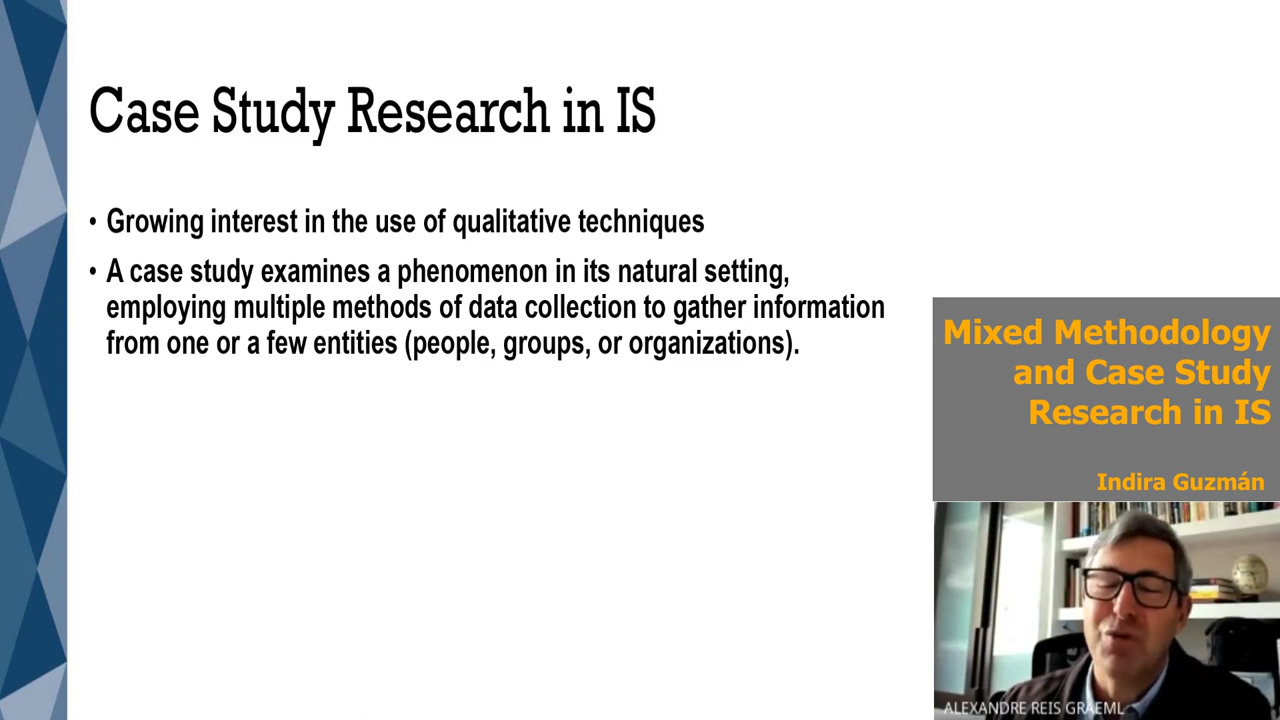 Case Study Research in IS
• Growing interest in the use of qualitative techniques
• A case study examines a phenomenon in its natural setting,
employing multiple methods of data collection to gather information
from one or a few entities (people, groups, or organizations).
Mixed Methodology
and Case Study
Research in IS
Indira Guzmán
ALEXANDRE REIS GRAEML